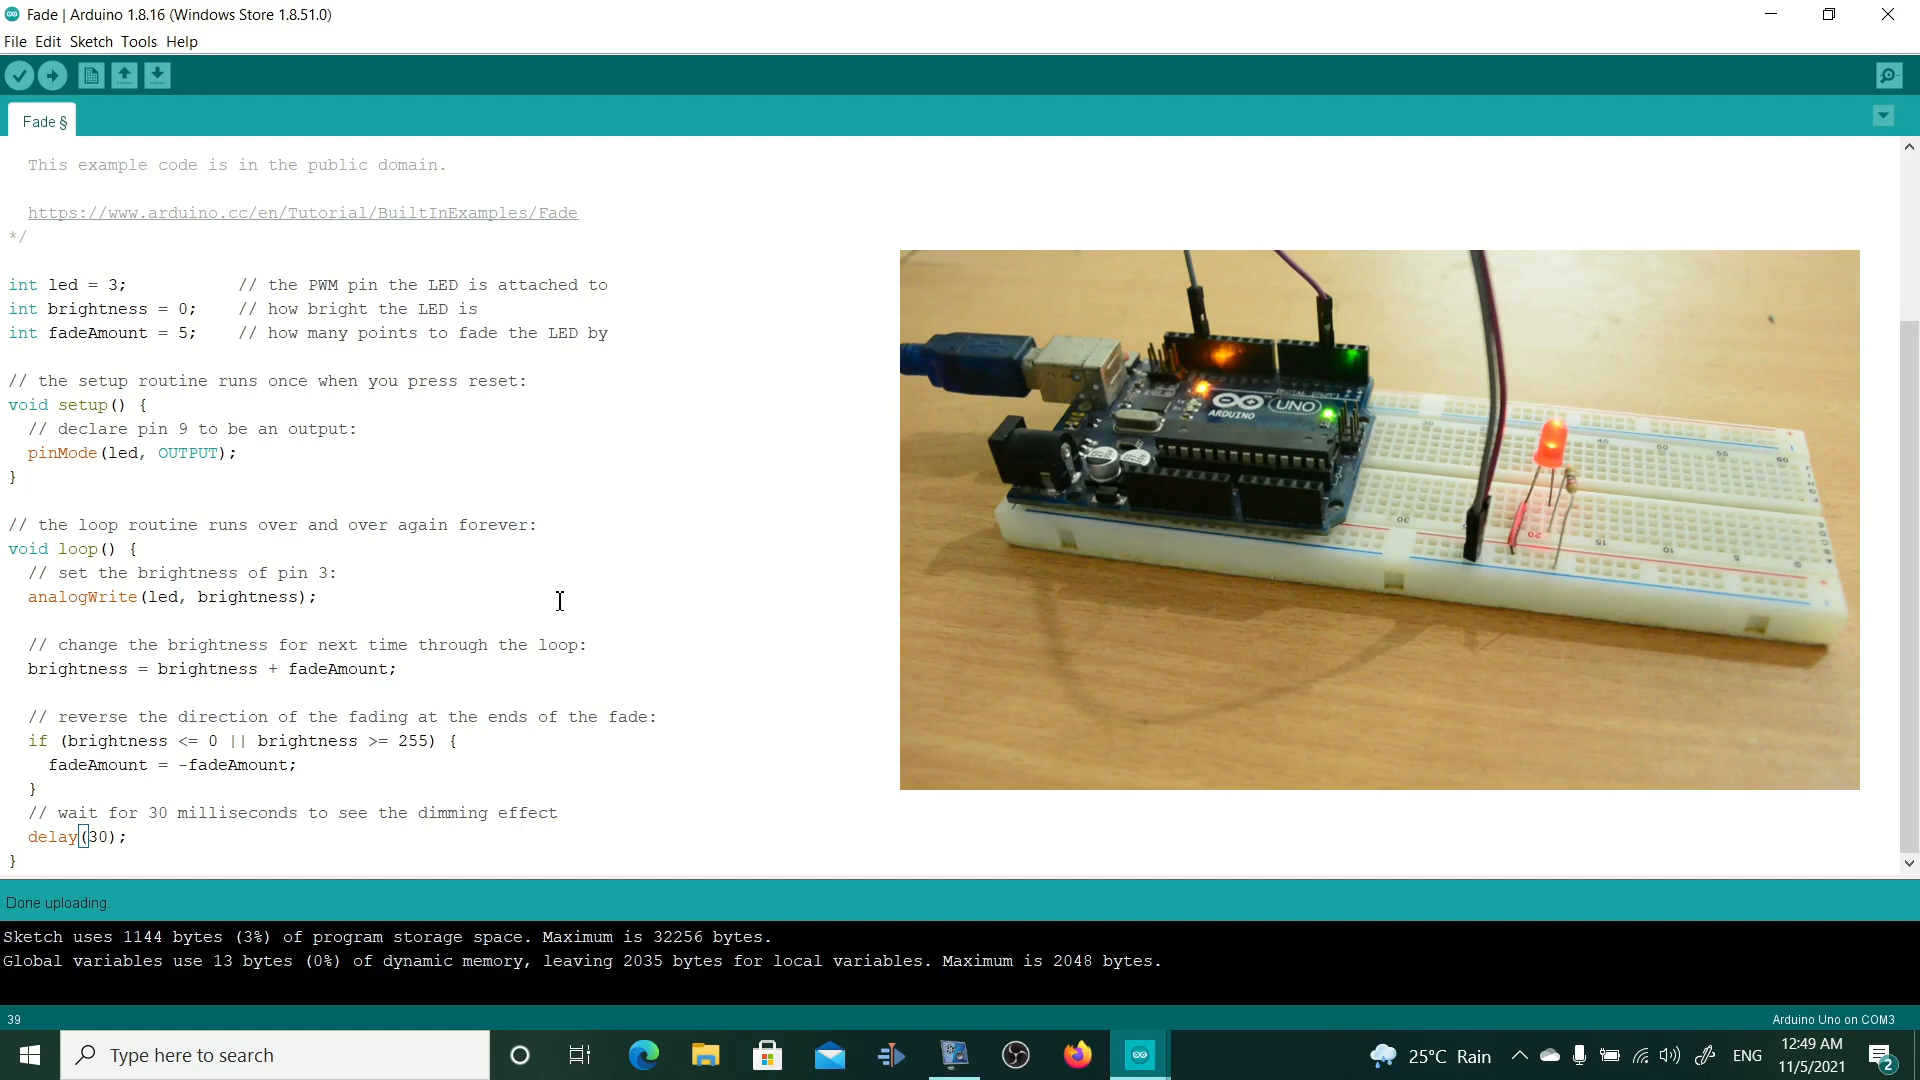 Fade | Arduino 1.8.16 (Windows Store 1.8.51.0)
File Edit Sketch Tools Help
Fade §
This example code is in the public domain.
https://www.arduino.cc/en/Tutorial/BuiltInExamples/Fade
*/
int led = 3; // the PWM pin the LED is attached to
int brightness = 0; // how bright the LED is
int fadeAmount = 5; // how many points to fade the LED by
// the setup routine runs once when you press reset:
void setup() {
// declare pin 9 to be an output:
pinMode(led, OUTPUT);
}
// the loop routine runs over and over again forever:
void loop() {
// set the brightness of pin 3:
analogWrite(led, brightness);
// change the brightness for next time through the loop:
brightness = brightness + fadeAmount;
// reverse the direction of the fading at the ends of the fade:
if (brightness <= 0 || brightness >= 255) {
fadeAmount = -fadeAmount;
}
// wait for 30 milliseconds to see the dimming effect
delay(30);
}
ARDUINO
UNO
30
45
50
55
60
30
20
15
10
5
Done uploading.
Sketch uses 1144 bytes (3%) of program storage space. Maximum is 32256 bytes.
Global variables use 13 bytes (0%) of dynamic memory, leaving 2035 bytes for local variables. Maximum is 2048 bytes.
39
Arduino Uno on COM3
Type here to search
25°C Rain
ENG
12:49 AM
11/5/2021
2